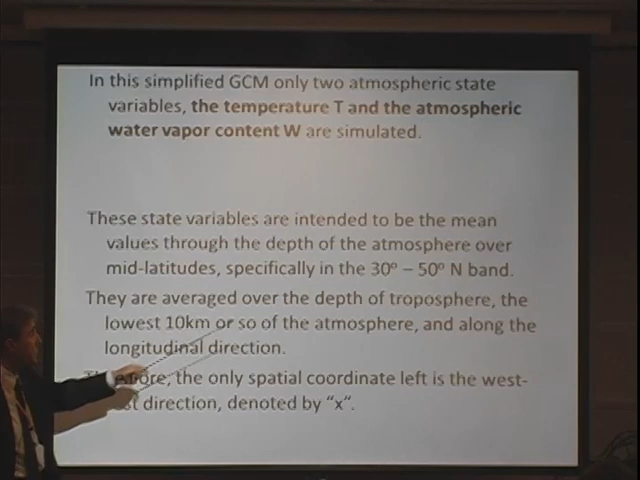 In this simplified GCM only two atmospheric state
variables, the temperature T and the atmospheric
water vapor content W are simulated.
These state variables are intended to be the mean
values through the depth of the atmosphere over
mid-latitudes, specifically in the 30º – 50º N band.
They are averaged over the depth of troposphere, the
lowest 10km or so of the atmosphere, and along the
longitudinal direction.
the only spatial coordinate left is the west-
direction, denoted by “x”.